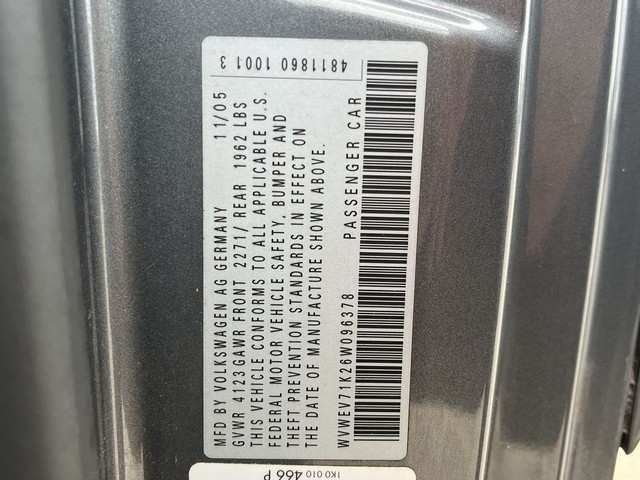 MFD BY VOLKSWAGEN AG GERMANY 11/05
GVWR 4123 GAWR FRONT 2271/ REAR 1962 LBS
THIS VEHICLE CONFORMS TO ALL APPLICABLE U.S.
FEDERAL MOTOR VEHICLE SAFETY, BUMPER AND
THEFT PREVENTION STANDARDS IN EFFECT ON
THE DATE OF MANUFACTURE SHOWN ABOVE.
WVWEV71K26W096378 PASSENGER CAR
4811860 1001 3
1K0 010 466 P